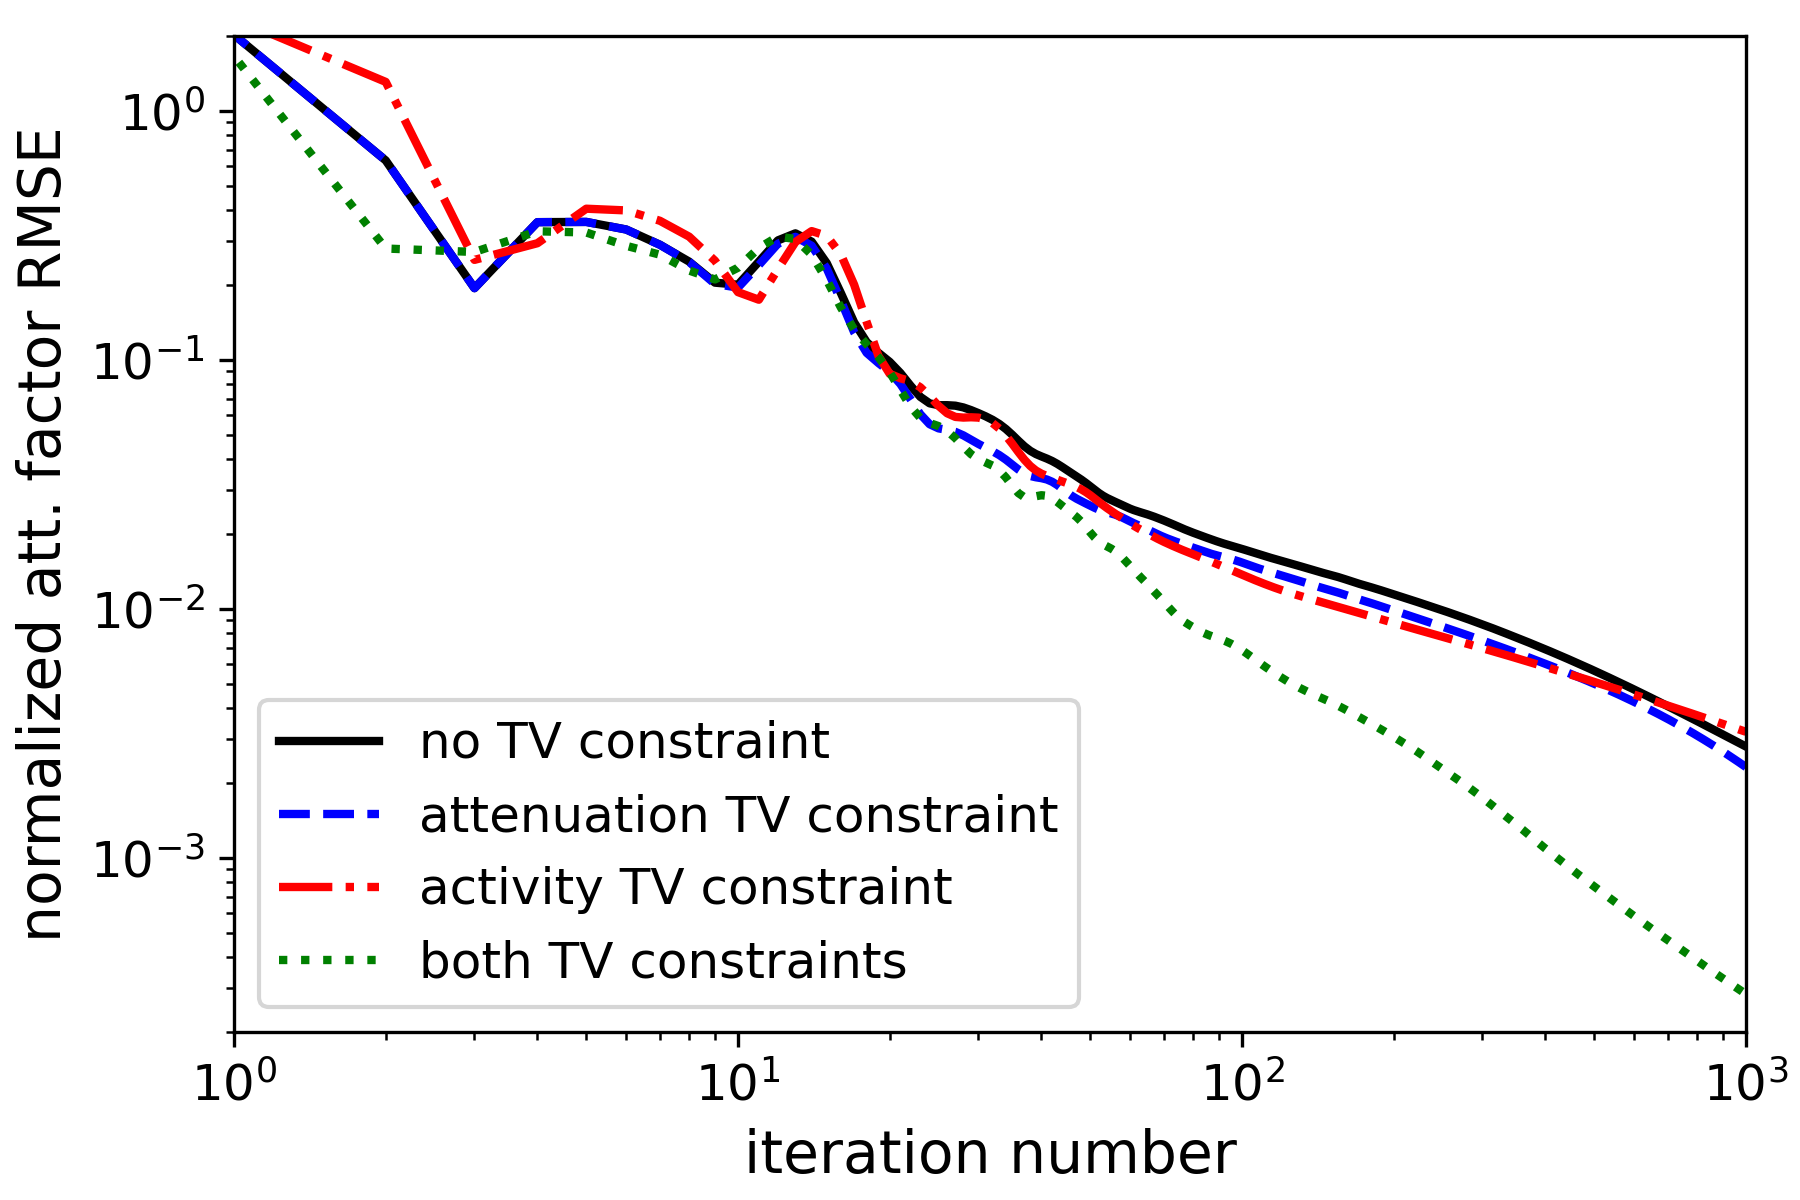 normalized att. factor RMSE
10⁰
10⁻¹
10⁻²
10⁻³
no TV constraint
attenuation TV constraint
activity TV constraint
both TV constraints
10⁰ 10¹ 10² 10³
iteration number